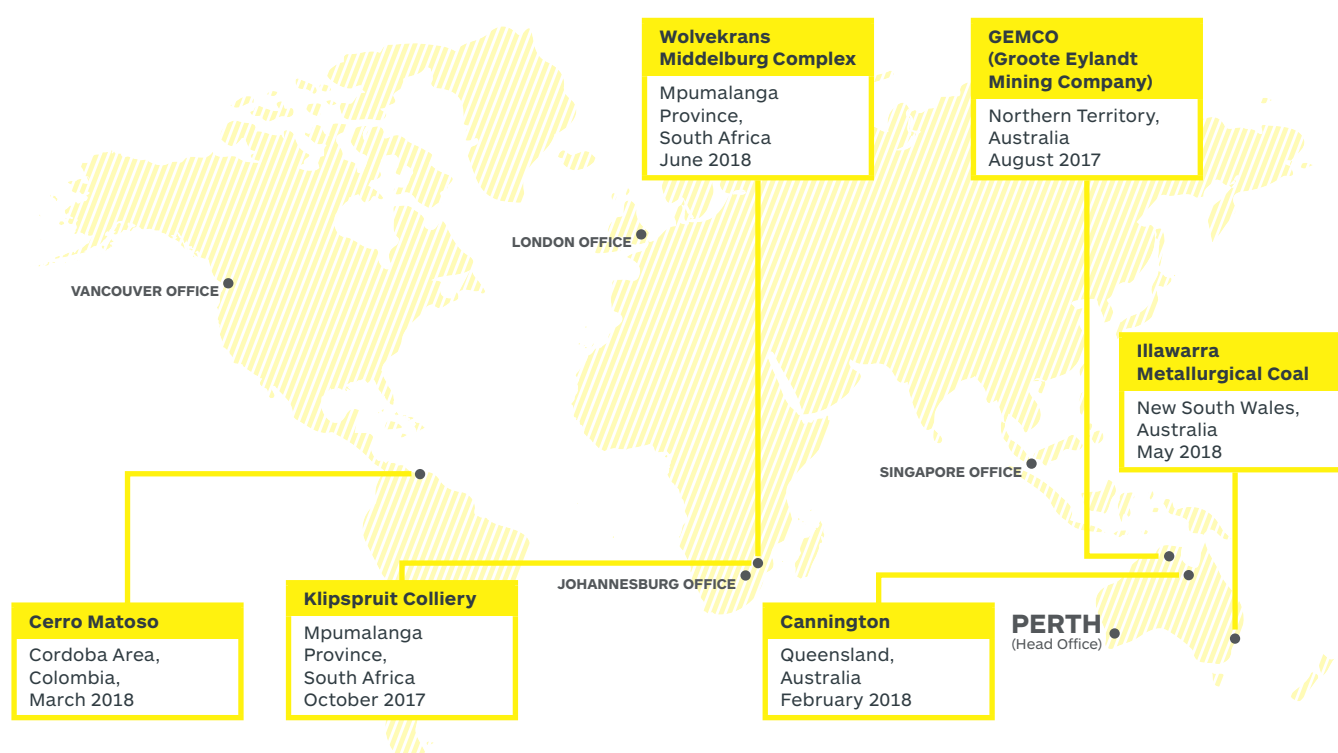 Wolvekrans
Middelburg Complex
Mpumalanga
Province,
South Africa
June 2018
GEMCO
(Groote Eylandt
Mining Company)
Northern Territory,
Australia
August 2017
LONDON OFFICE
VANCOUVER OFFICE
Illawarra
Metallurgical Coal
New South Wales,
Australia
May 2018
SINGAPORE OFFICE
JOHANNESBURG OFFICE
Cerro Matoso
Cordoba Area,
Colombia,
March 2018
Klipspruit Colliery
Mpumalanga
Province,
South Africa
October 2017
Cannington
Queensland,
Australia
February 2018
PERTH
(Head Office)